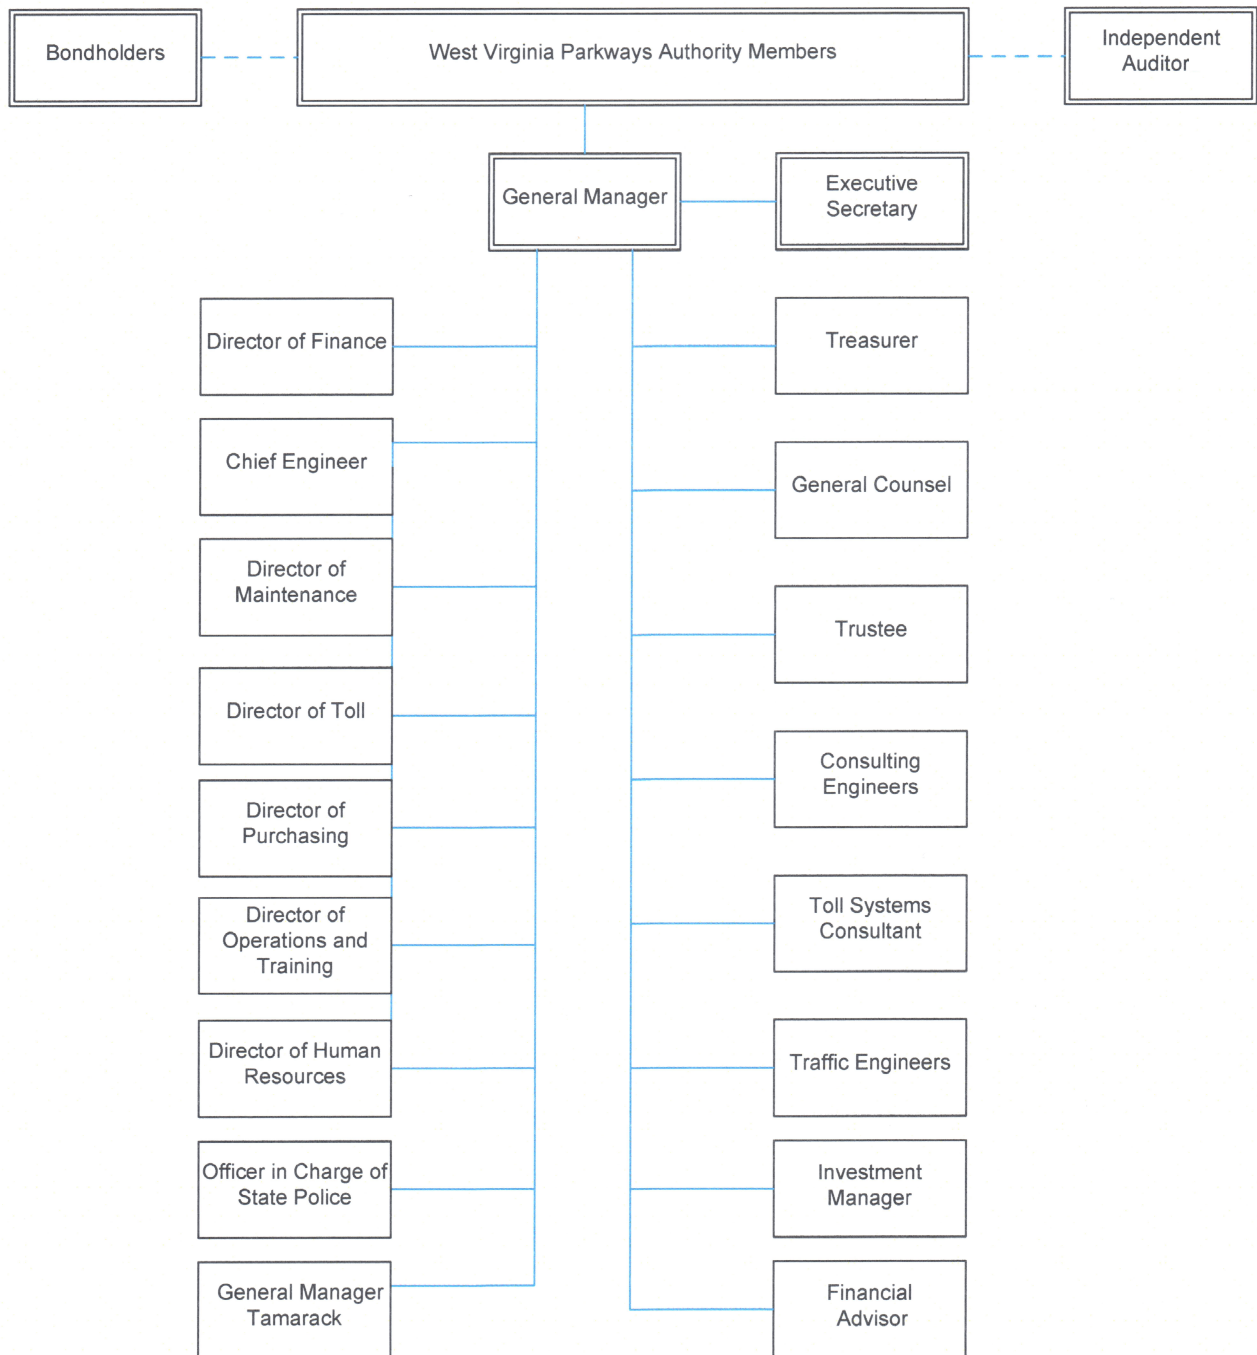 Bondholders
West Virginia Parkways Authority Members
Independent
Auditor
General Manager
Executive
Secretary
Director of Finance
Treasurer
Chief Engineer
General Counsel
Director of
Maintenance
Trustee
Director of Toll
Consulting
Engineers
Director of
Purchasing
Toll Systems
Consultant
Director of
Operations and
Training
Traffic Engineers
Director of Human
Resources
Investment
Manager
Officer in Charge of
State Police
Financial
Advisor
General Manager
Tamarack